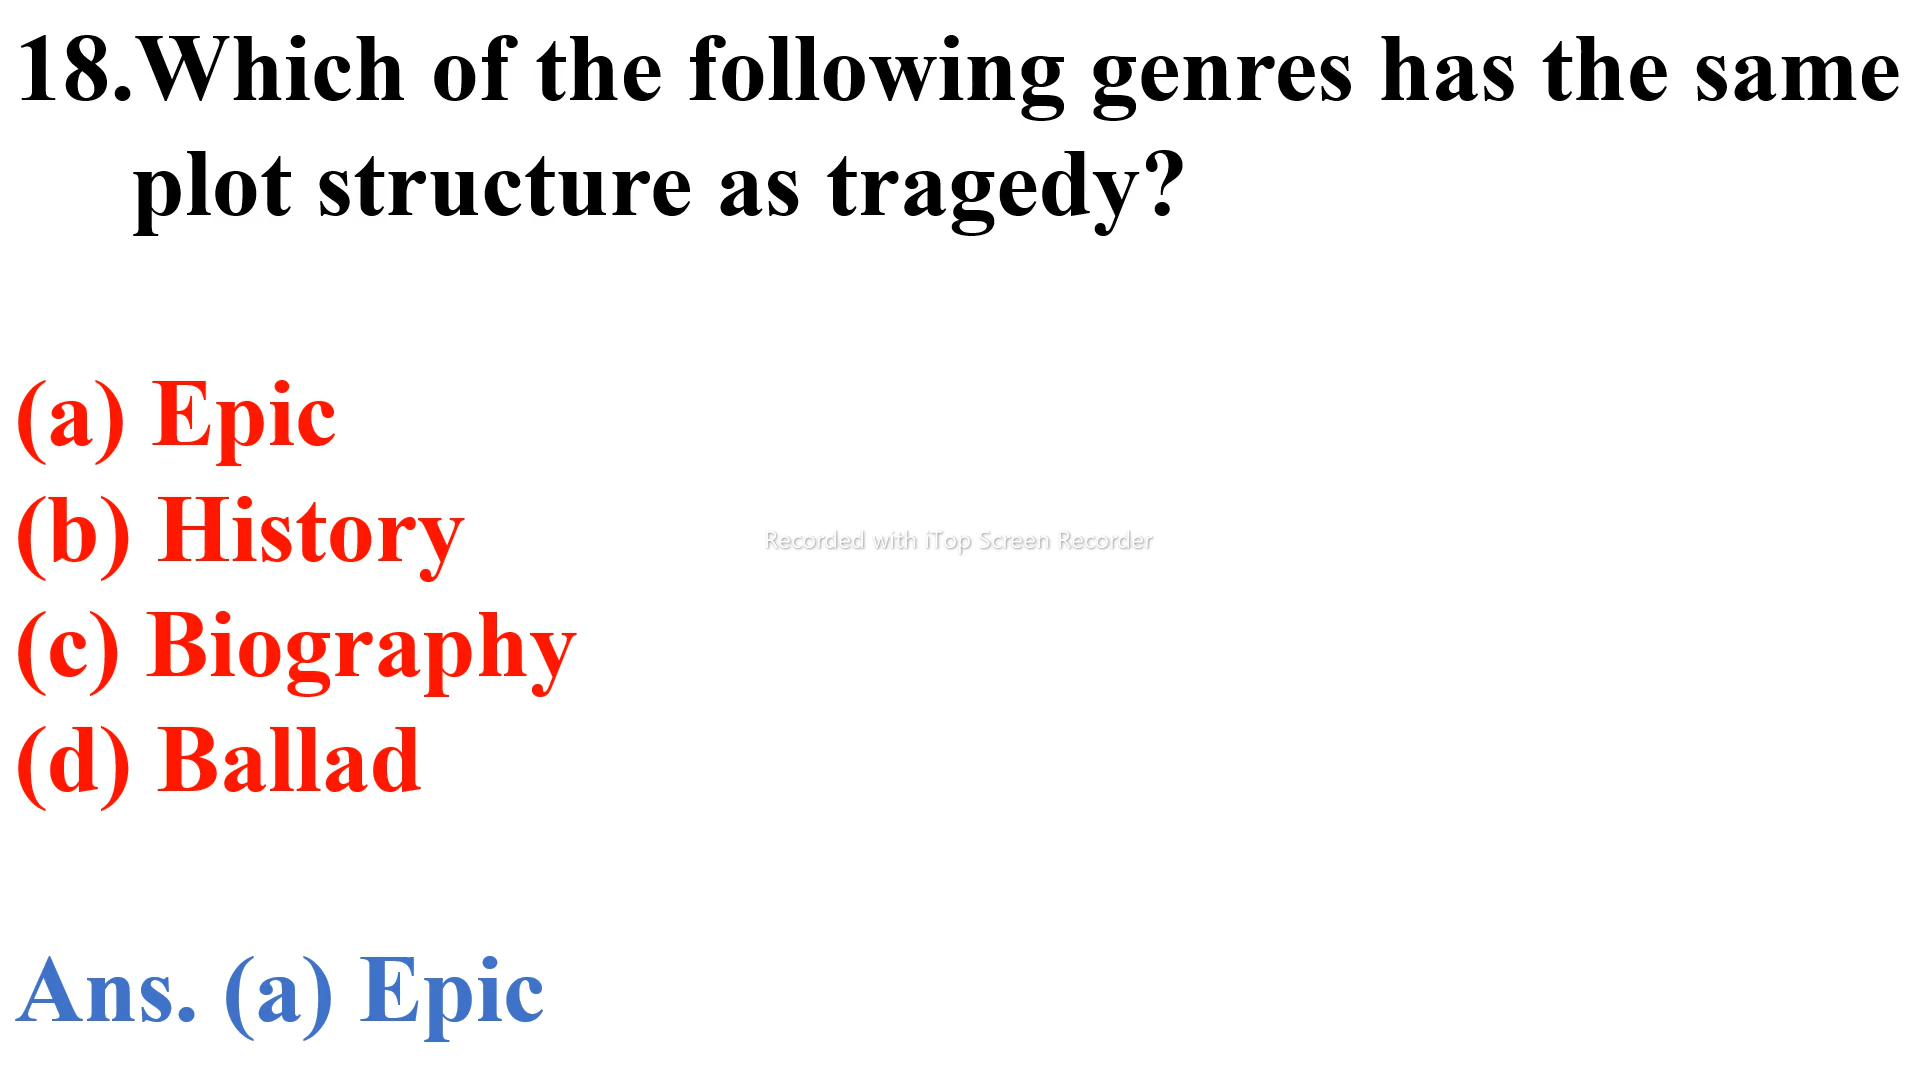 18.Which of the following genres has the same
plot structure as tragedy?
(a) Epic
(b) History
Recorded with iTop Screen Recorder
(c) Biography
(d) Ballad
Ans. (a) Epic